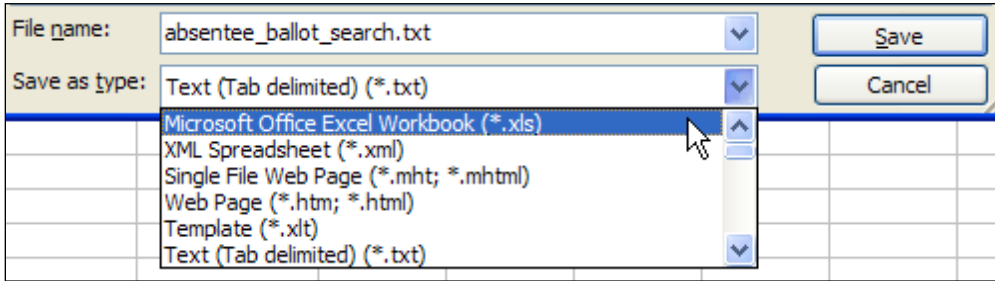 File name: absentee_ballot_search.txt Save
Save as type: Text (Tab delimited) (*.txt) Cancel
Microsoft Office Excel Workbook (*.xls)
XML Spreadsheet (*.xml)
Single File Web Page (*.mht; *.mhtml)
Web Page (*.htm; *.html)
Template (*.xlt)
Text (Tab delimited) (*.txt)